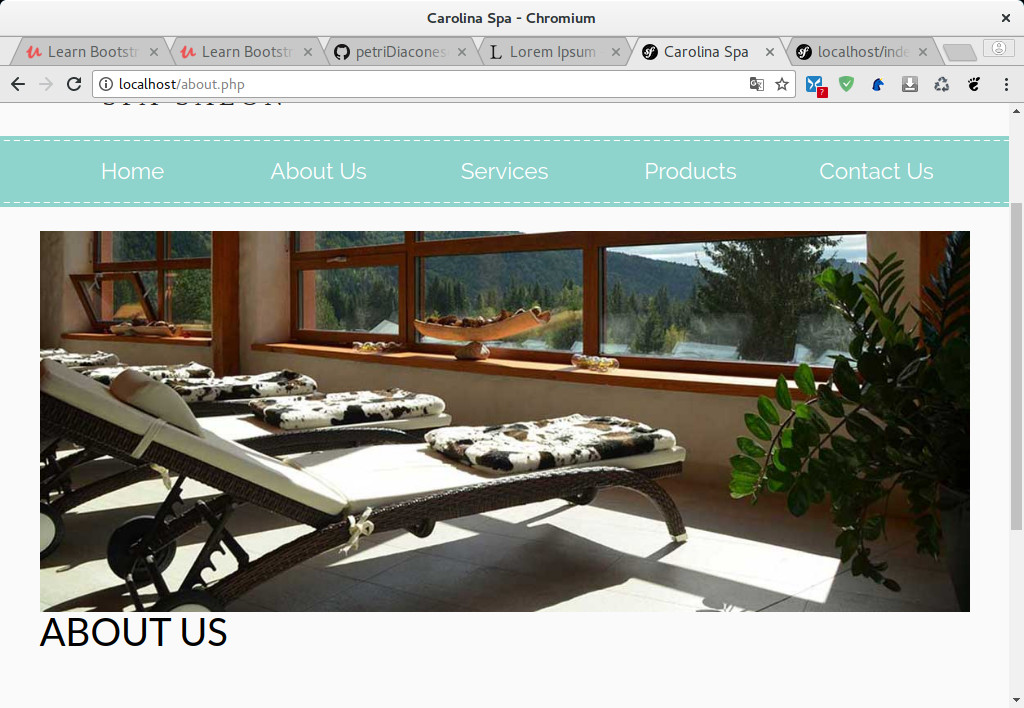 Carolina Spa - Chromium
Learn Bootstr
Learn Bootstr
petriDiacones
Lorem Ipsum
Carolina Spa
localhost/inde
localhost/about.php
SPA SALON
Home
About Us
Services
Products
Contact Us
ABOUT US